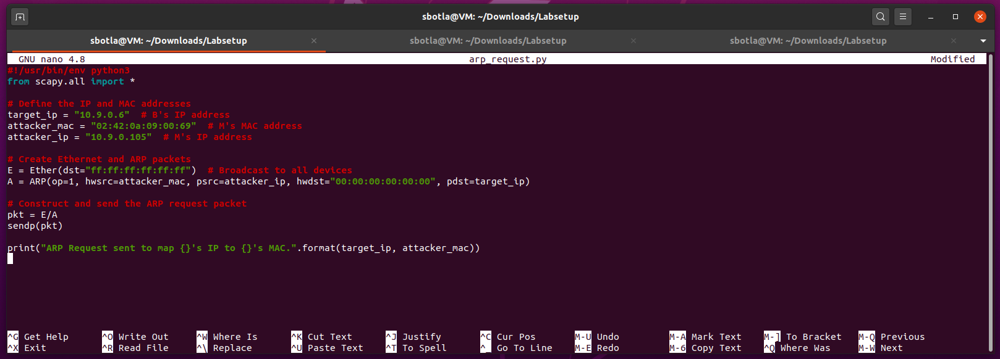 sbotla@VM: ~/Downloads/Labsetup
sbotla@VM: ~/Downloads/Labsetup × sbotla@VM: ~/Downloads/Labsetup × sbotla@VM: ~/Downloads/Labsetup ×
GNU nano 4.8 arp_request.py Modified
#!/usr/bin/env python3
from scapy.all import *
# Define the IP and MAC addresses
target_ip = "10.9.0.6"  # B's IP address
attacker_mac = "02:42:0a:09:00:69"  # M's MAC address
attacker_ip = "10.9.0.105"  # M's IP address
# Create Ethernet and ARP packets
E = Ether(dst="ff:ff:ff:ff:ff:ff")  # Broadcast to all devices
A = ARP(op=1, hwsrc=attacker_mac, psrc=attacker_ip, hwdst="00:00:00:00:00:00", pdst=target_ip)
# Construct and send the ARP request packet
pkt = E/A
sendp(pkt)
print("ARP Request sent to map {}'s IP to {}'s MAC.".format(target_ip, attacker_mac))
^G Get Help ^O Write Out ^W Where Is ^K Cut Text ^J Justify ^C Cur Pos M-U Undo M-A Mark Text M-] To Bracket M-Q Previous
^X Exit ^R Read File ^\ Replace ^U Paste Text ^T To Spell ^_ Go To Line M-E Redo M-6 Copy Text ^Q Where Was M-W Next